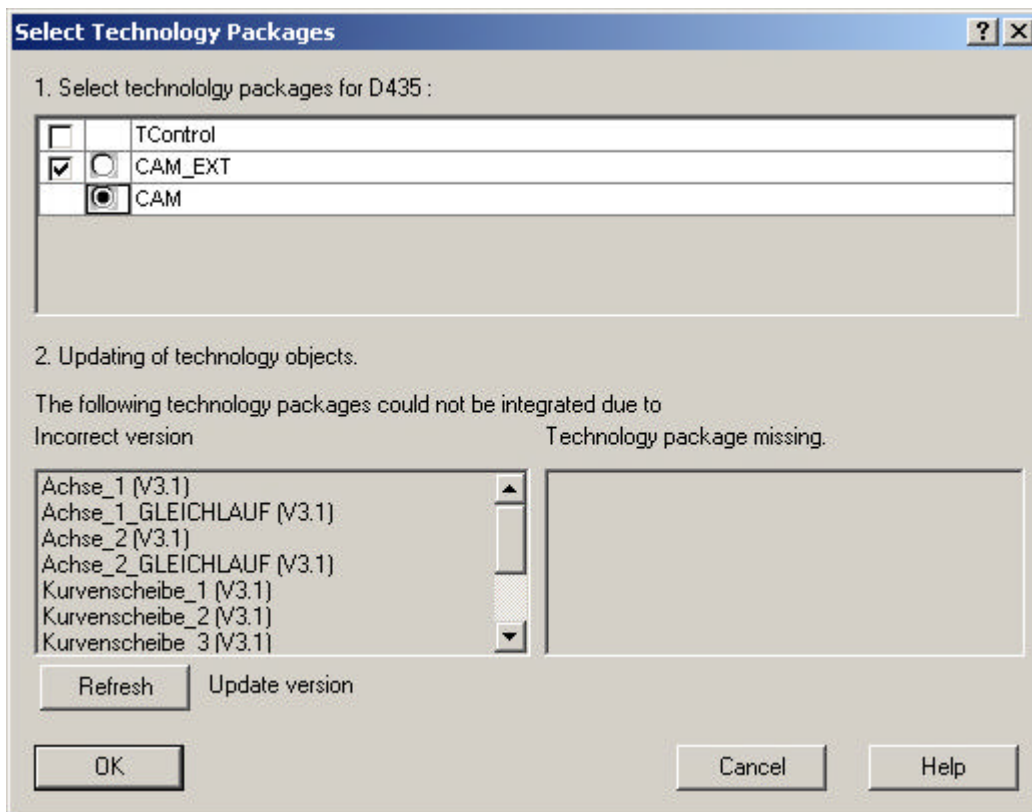 Select Technology Packages
1. Select technololgy packages for D435 :
TControl
CAM_EXT
CAM
2. Updating of technology objects.
The following technology packages could not be integrated due to
Incorrect version
Technology package missing.
Achse_1 (V3.1)
Achse_1_GLEICHLAUF (V3.1)
Achse_2 (V3.1)
Achse_2_GLEICHLAUF (V3.1)
Kurvenscheibe_1 (V3.1)
Kurvenscheibe_2 (V3.1)
Kurvenscheibe_3 (V3.1)
Refresh
Update version
OK
Cancel
Help